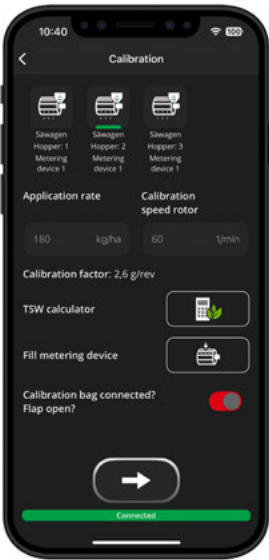 10:40
100
Calibration
Säwagen Säwagen Säwagen
Hopper: 1 Hopper: 2 Hopper: 3
Metering Metering Metering
device 1 device 1 device 1
Application rate
Calibration
speed rotor
180 kg/ha
60 1/min
Calibration factor: 2,6 g/rev
TSW calculator
Fill metering device
Calibration bag connected?
Flap open?
Connected